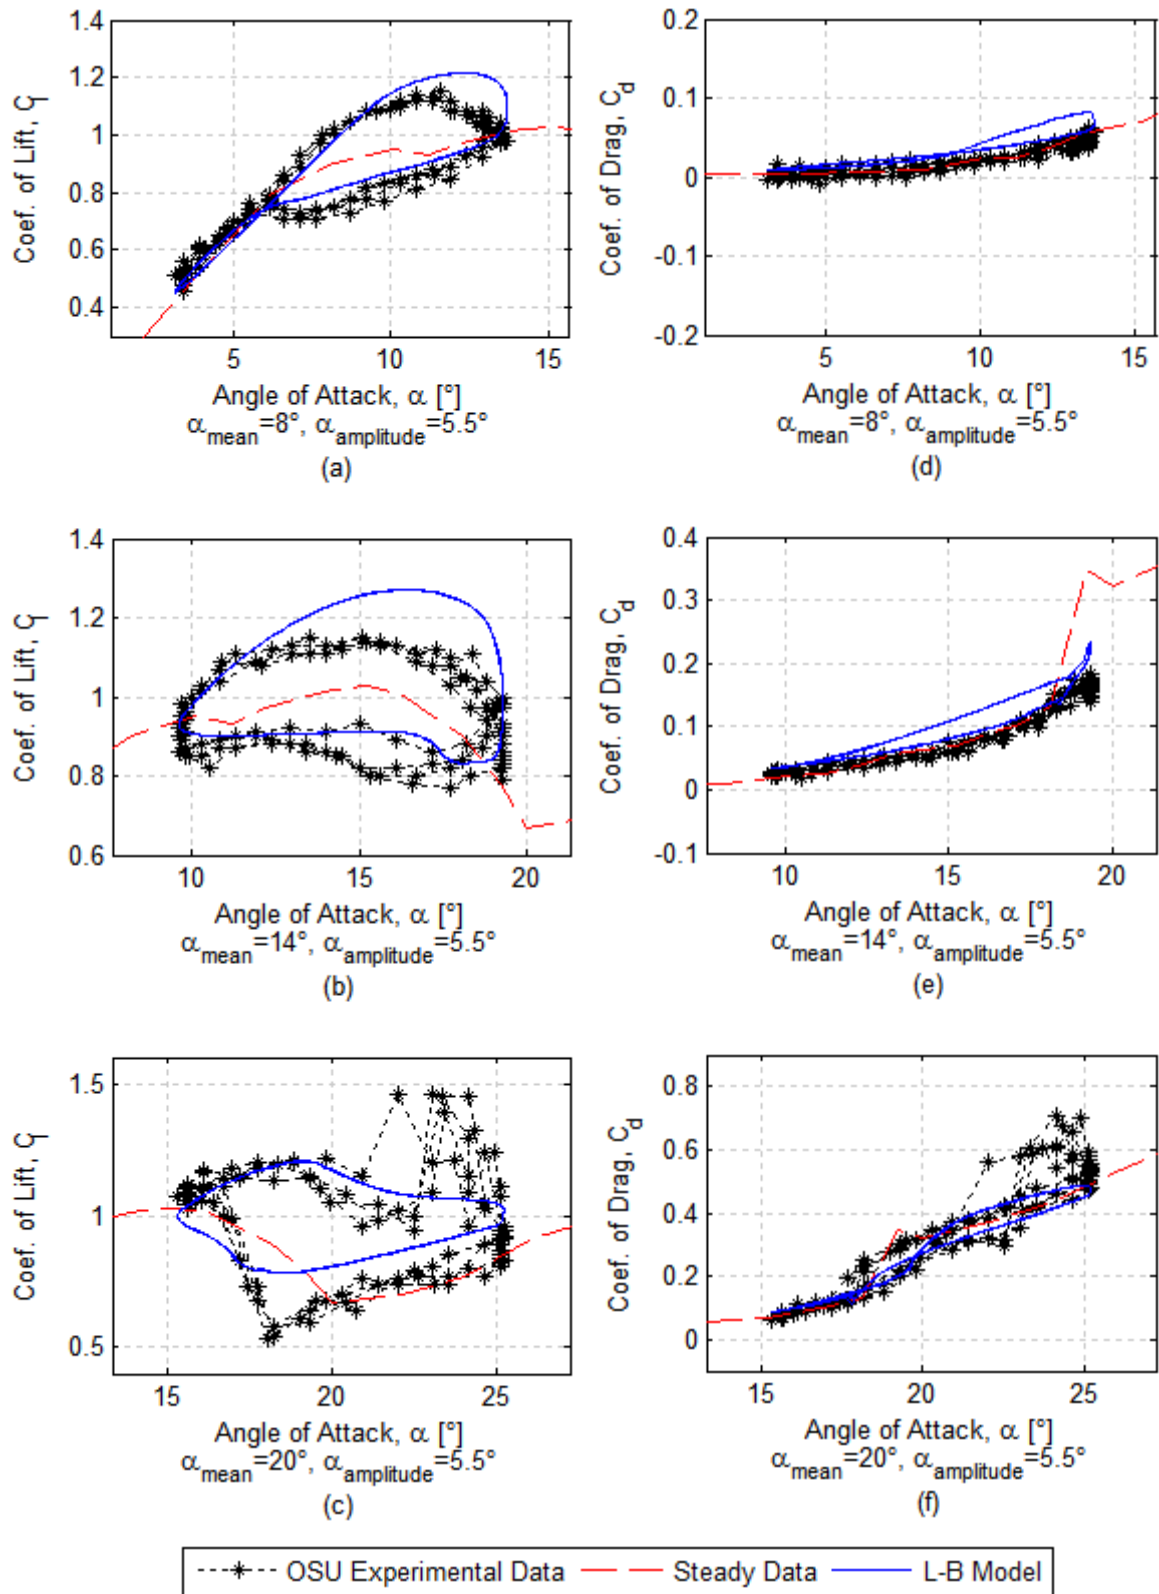 1.4
1.2
1
0.8
0.6
0.4
Coef. of Lift, Cl
5 10 15
Angle of Attack, α [°]
αmean=8°, αamplitude=5.5°
(a)
0.2
0.1
0
-0.1
-0.2
Coef. of Drag, Cd
5 10 15
Angle of Attack, α [°]
αmean=8°, αamplitude=5.5°
(d)
1.4
1.2
1
0.8
0.6
Coef. of Lift, Cl
10 15 20
Angle of Attack, α [°]
αmean=14°, αamplitude=5.5°
(b)
0.4
0.3
0.2
0.1
0
-0.1
Coef. of Drag, Cd
10 15 20
Angle of Attack, α [°]
αmean=14°, αamplitude=5.5°
(e)
1.5
1
0.5
Coef. of Lift, Cl
15 20 25
Angle of Attack, α [°]
αmean=20°, αamplitude=5.5°
(c)
0.8
0.6
0.4
0.2
0
Coef. of Drag, Cd
15 20 25
Angle of Attack, α [°]
αmean=20°, αamplitude=5.5°
(f)
OSU Experimental Data Steady Data L-B Model